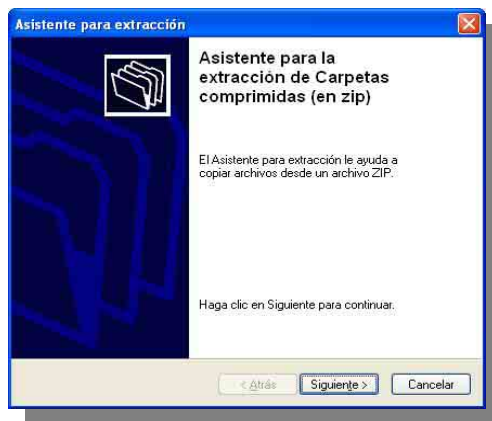 Asistente para extracción
Asistente para la
extracción de Carpetas
comprimidas (en zip)
El Asistente para extracción le ayuda a
copiar archivos desde un archivo ZIP.
Haga clic en Siguiente para continuar.
< Atrás
Siguiente >
Cancelar